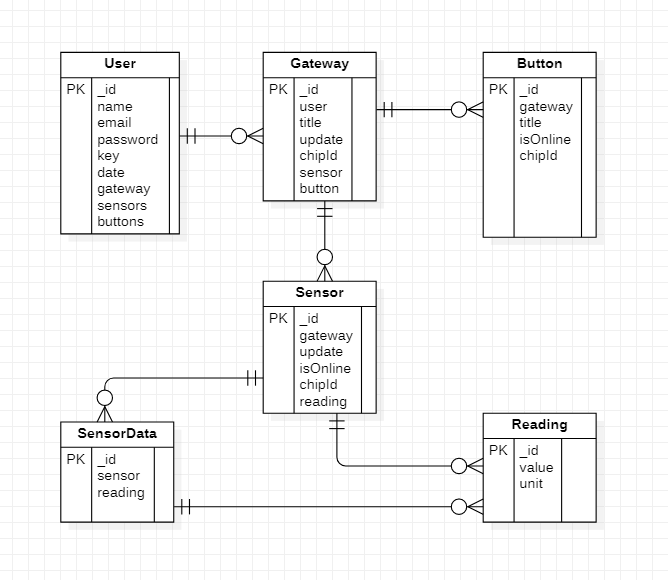 User
PK
_id
name
email
password
key
date
gateway
sensors
buttons
Gateway
PK
_id
user
title
update
chipId
sensor
button
Button
PK
_id
gateway
title
isOnline
chipId
Sensor
PK
_id
gateway
update
isOnline
chipId
reading
SensorData
PK
_id
sensor
reading
Reading
PK
_id
value
unit